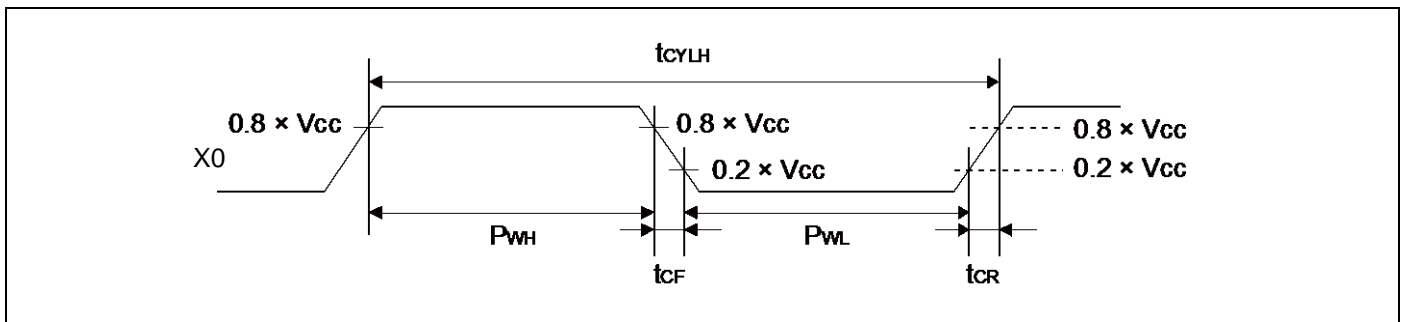 tCYLH
0.8 × Vcc
0.8 × Vcc
0.8 × Vcc
X0
0.2 × Vcc
0.2 × Vcc
PWH
PWL
tCF
tCR